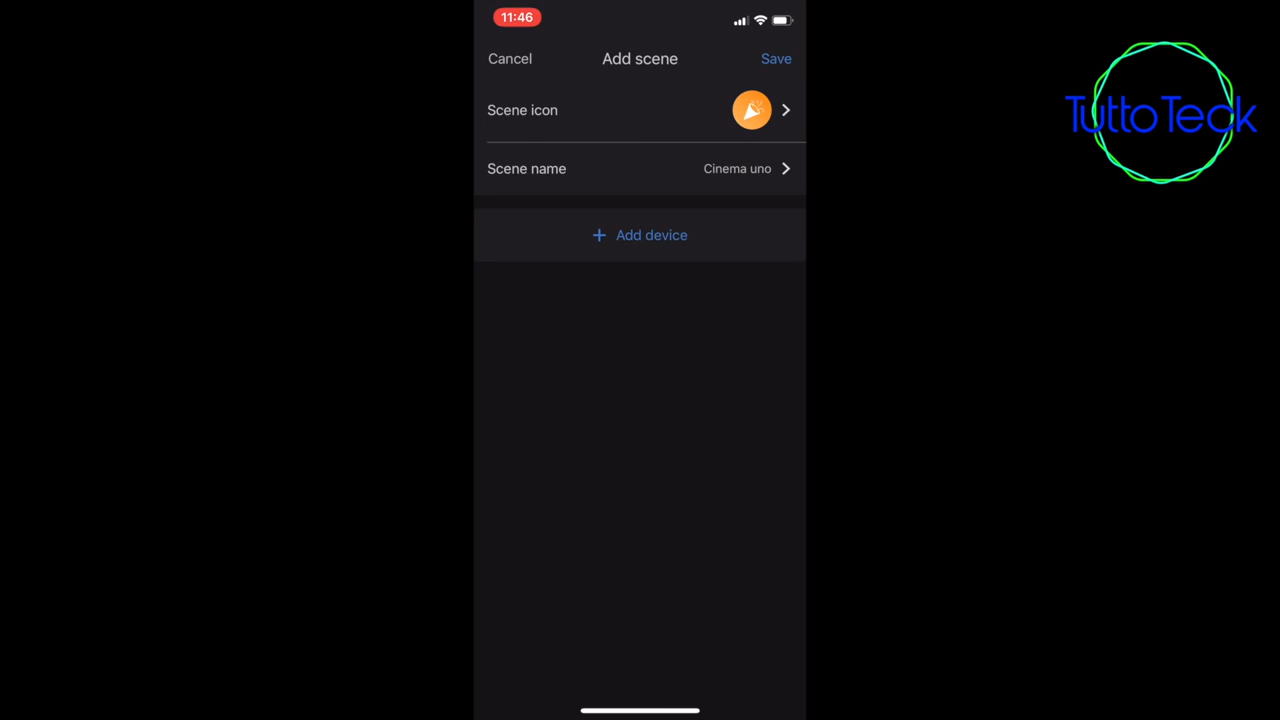 11:46
Cancel Add scene Save
Scene icon
Scene name Cinema uno
+ Add device
TuttoTeck